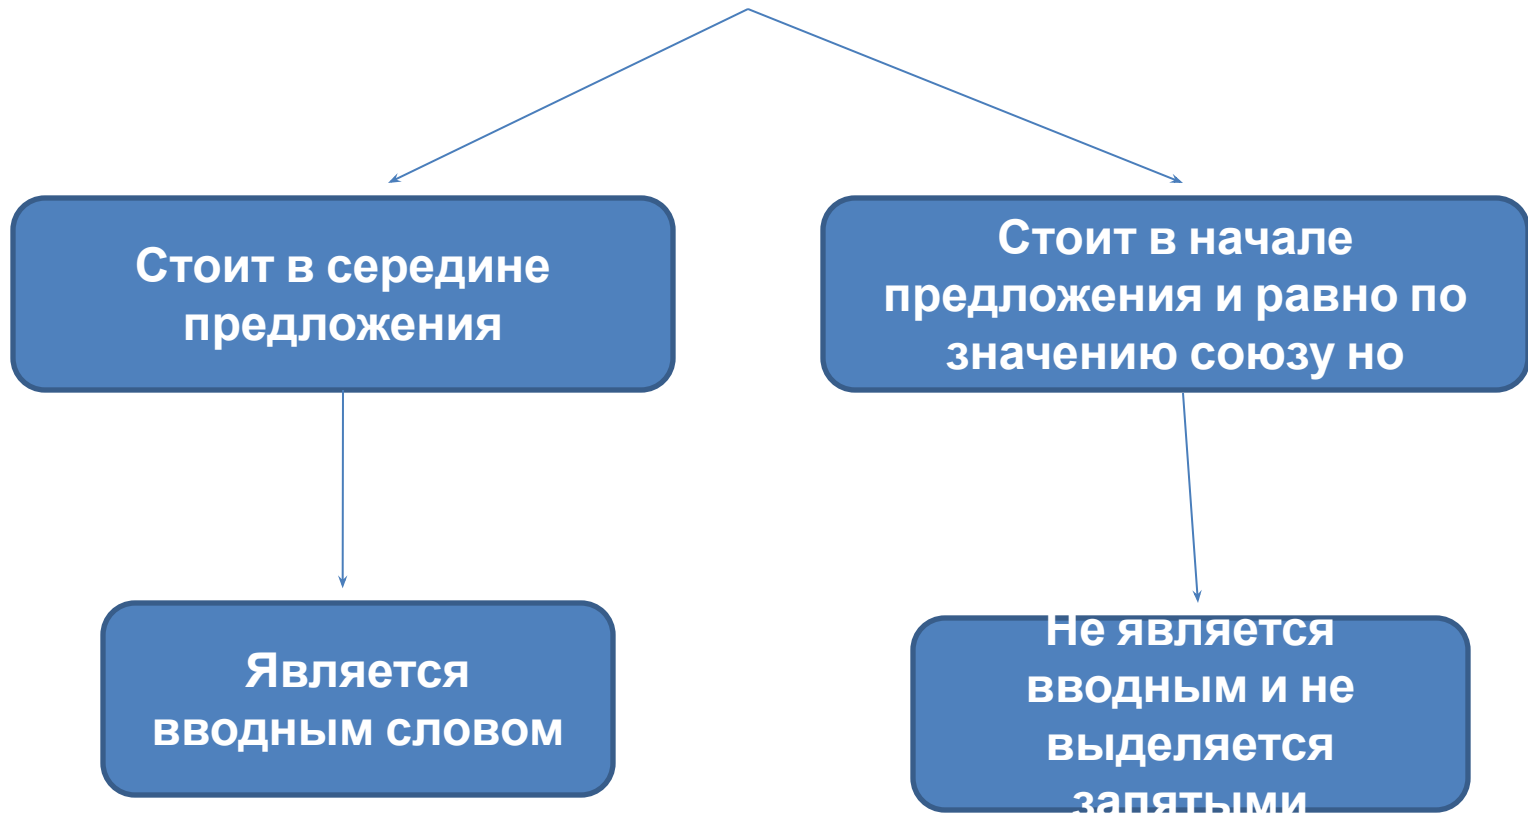 Стоит в середине
предложения
Стоит в начале
предложения и равно по
значению союзу но
Является
вводным словом
Не является
вводным и не
выделяется
запятыми